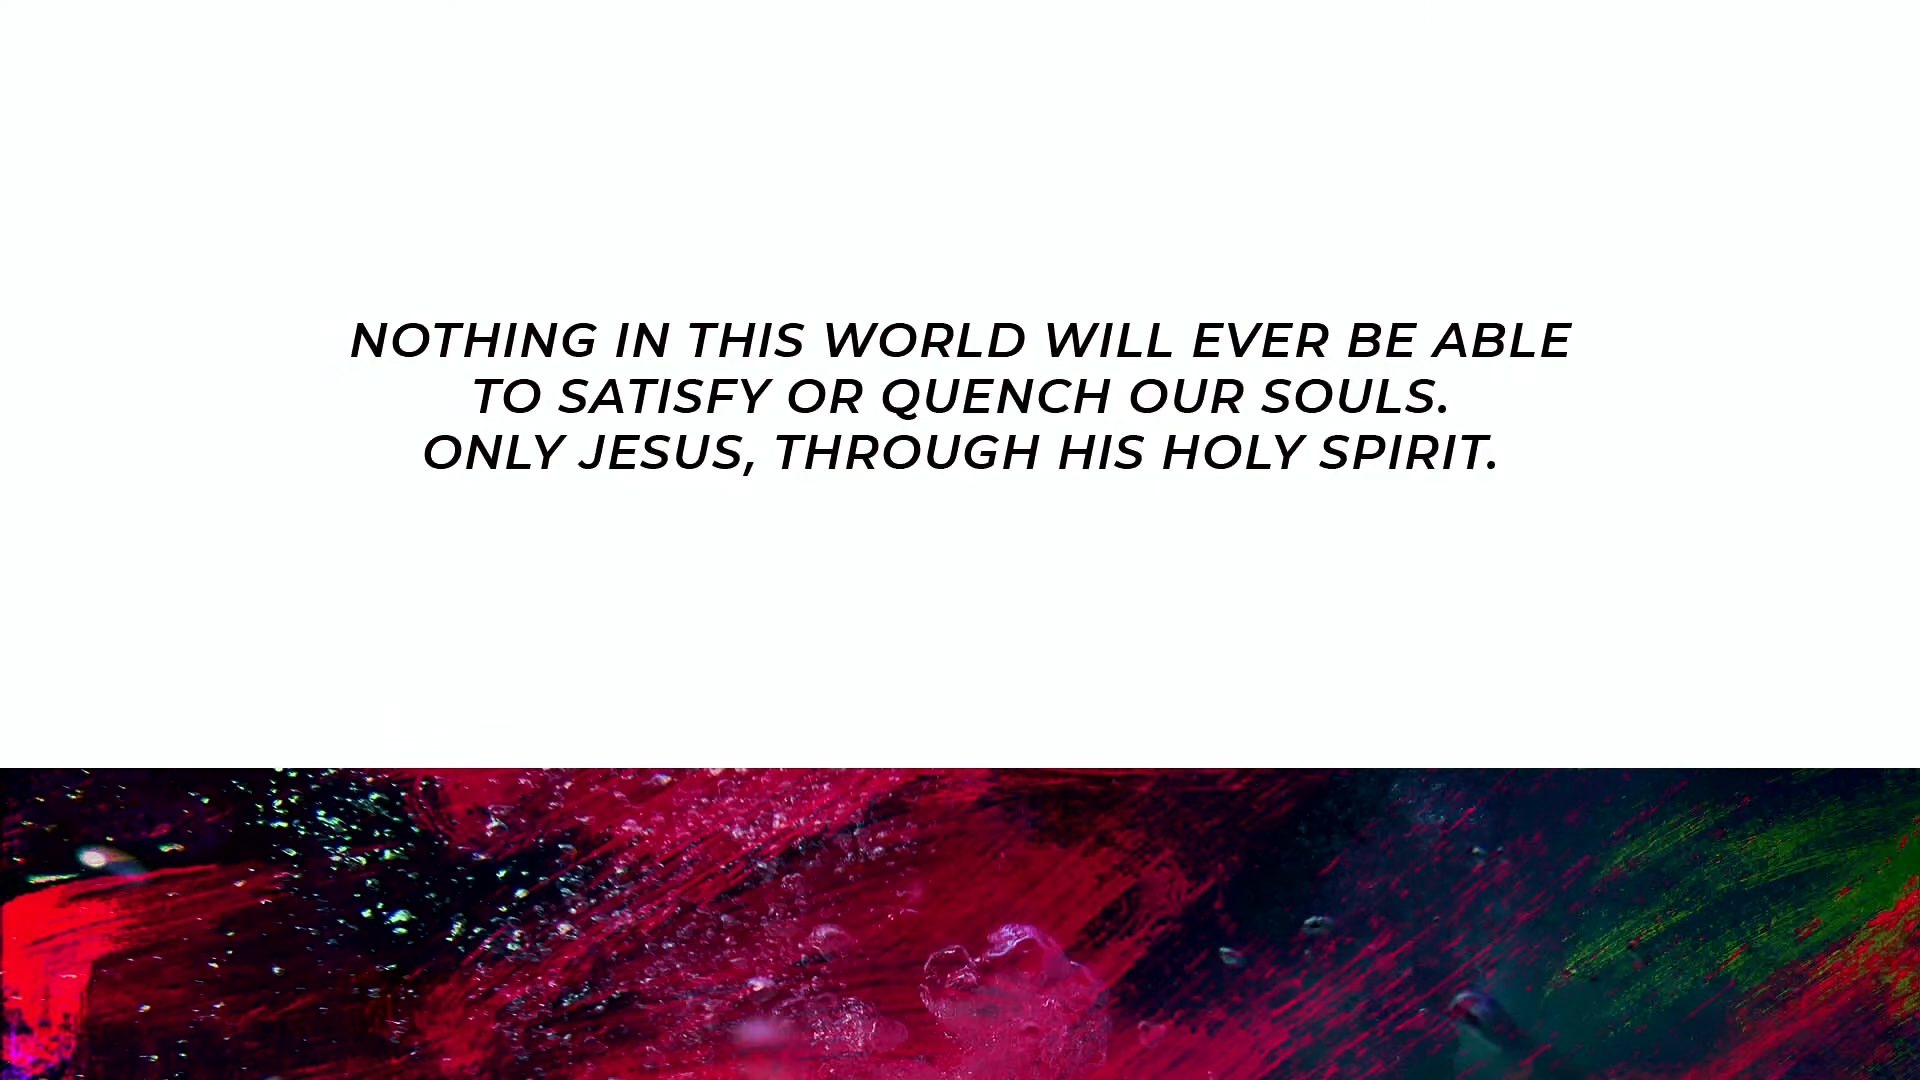 NOTHING IN THIS WORLD WILL EVER BE ABLE
TO SATISFY OR QUENCH OUR SOULS.
ONLY JESUS, THROUGH HIS HOLY SPIRIT.